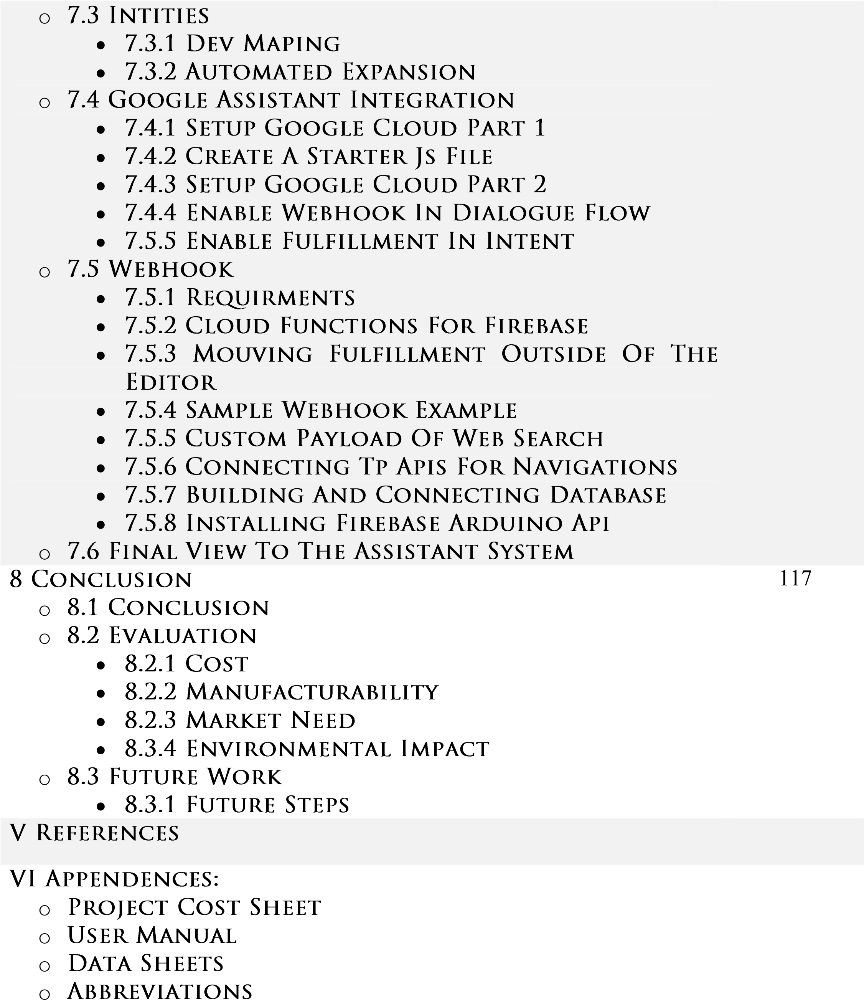 ○ 7.3 Intities
• 7.3.1 Dev Maping
• 7.3.2 Automated Expansion
○ 7.4 Google Assistant Integration
• 7.4.1 Setup Google Cloud Part 1
• 7.4.2 Create A Starter Js File
• 7.4.3 Setup Google Cloud Part 2
• 7.4.4 Enable Webhook In Dialogue Flow
• 7.5.5 Enable Fulfillment In Intent
○ 7.5 Webhook
• 7.5.1 Requirments
• 7.5.2 Cloud Functions For Firebase
• 7.5.3 Mouving Fulfillment Outside Of The
Editor
• 7.5.4 Sample Webhook Example
• 7.5.5 Custom Payload Of Web Search
• 7.5.6 Connecting Tp Apis For Navigations
• 7.5.7 Building And Connecting Database
• 7.5.8 Installing Firebase Arduino Api
○ 7.6 Final View To The Assistant System
8 Conclusion 117
○ 8.1 Conclusion
○ 8.2 Evaluation
• 8.2.1 Cost
• 8.2.2 Manufacturability
• 8.2.3 Market Need
• 8.3.4 Environmental Impact
○ 8.3 Future Work
• 8.3.1 Future Steps
V References
VI Appendences:
○ Project Cost Sheet
○ User Manual
○ Data Sheets
○ Abbreviations